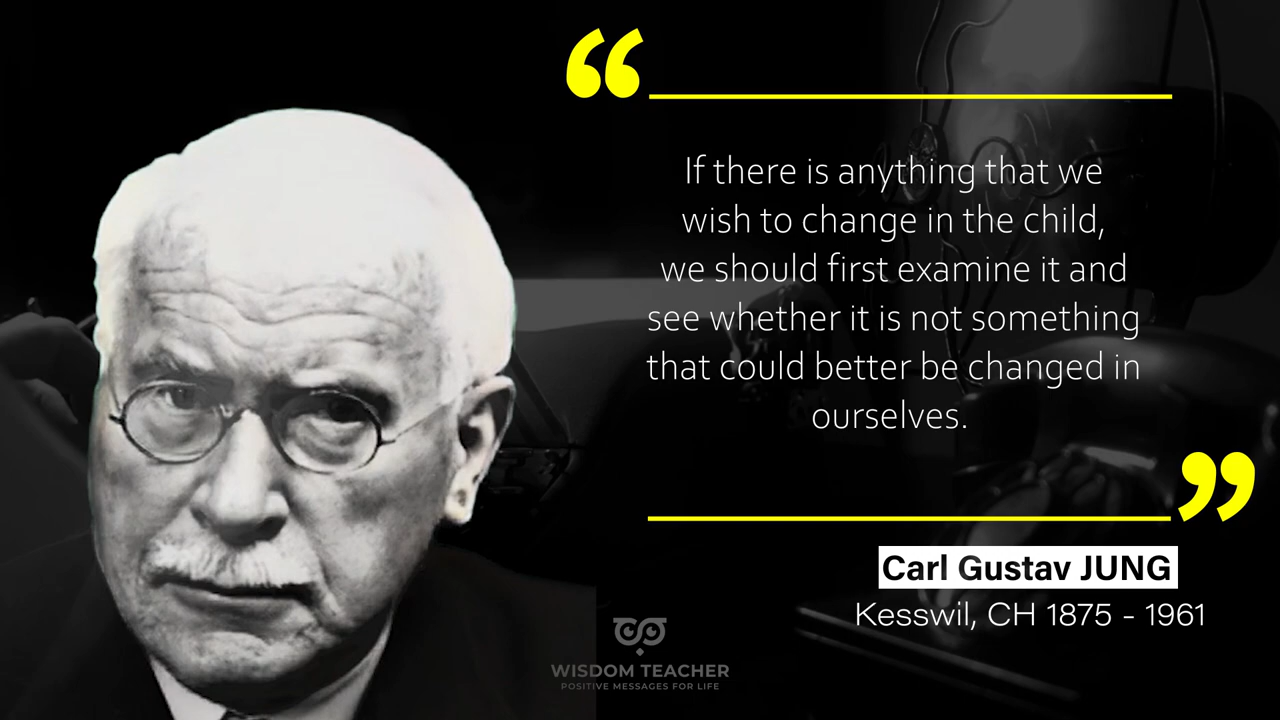 “
If there is anything that we
wish to change in the child,
we should first examine it and
see whether it is not something
that could better be changed in
ourselves.
”
Carl Gustav JUNG
Kesswil, CH 1875 - 1961
WISDOM TEACHER
POSITIVE MESSAGES FOR LIFE